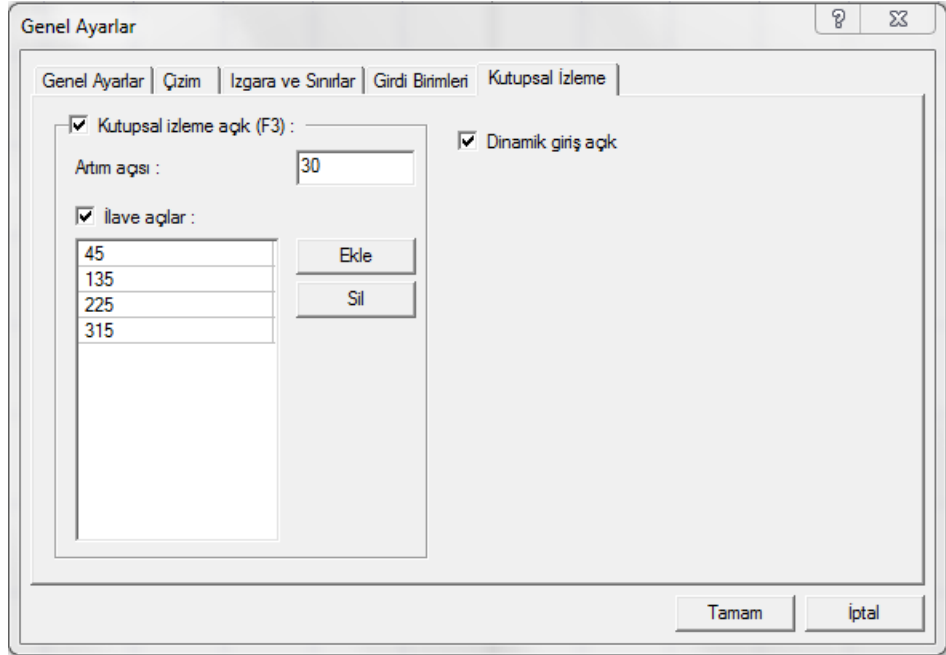 Genel Ayarlar
Genel Ayarlar Çizim Izgara ve Sınırlar Girdi Birimleri Kutupsal İzleme
Kutupsal izleme açık (F3) :
Dinamik giriş açık
Artım açısı : 30
İlave açılar :
45
135
225
315
Ekle
Sil
Tamam İptal